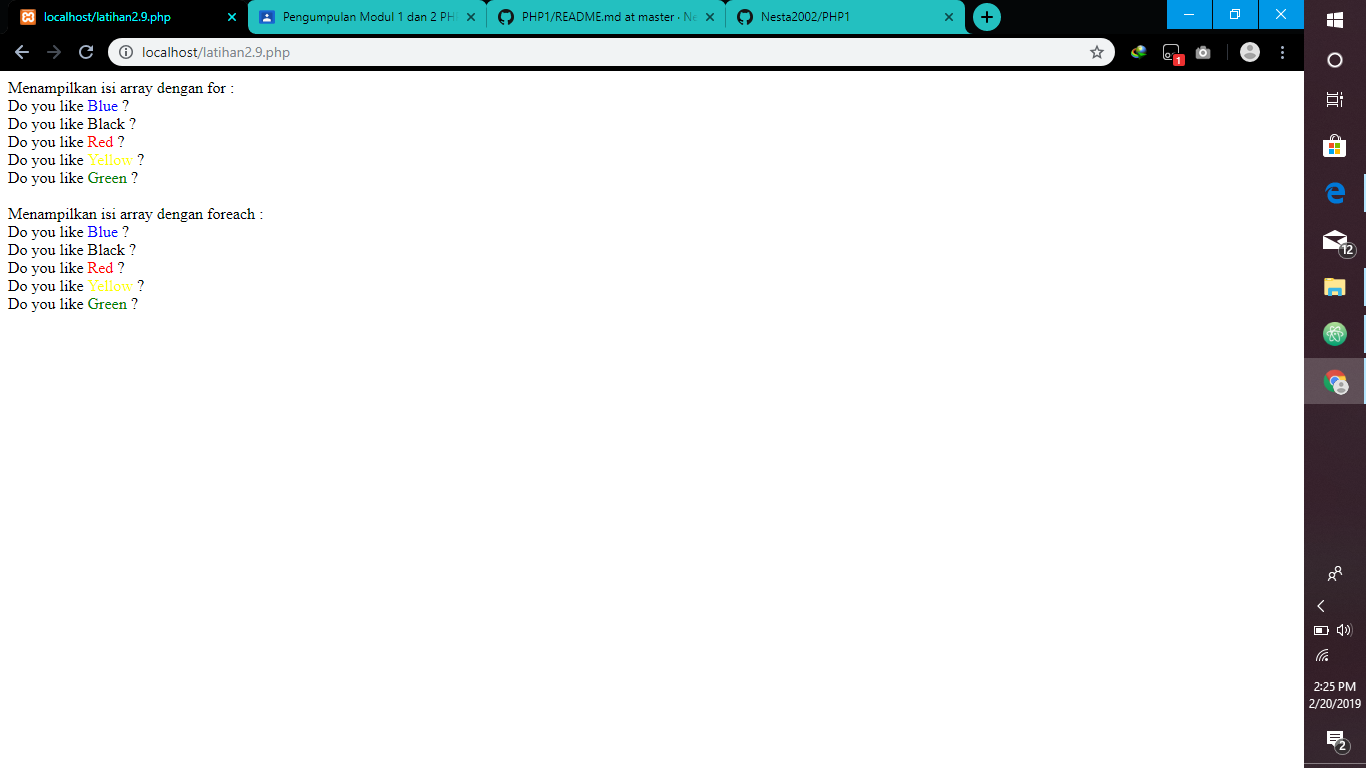 localhost/latihan2.9.php
Pengumpulan Modul 1 dan 2 PH
PHP1/README.md at master · Ne
Nesta2002/PHP1
localhost/latihan2.9.php
1
Menampilkan isi array dengan for :
Do you like Blue ?
Do you like Black ?
Do you like Red ?
Do you like Yellow ?
Do you like Green ?
Menampilkan isi array dengan foreach :
Do you like Blue ?
Do you like Black ?
Do you like Red ?
Do you like Yellow ?
Do you like Green ?
12
2:25 PM
2/20/2019
2